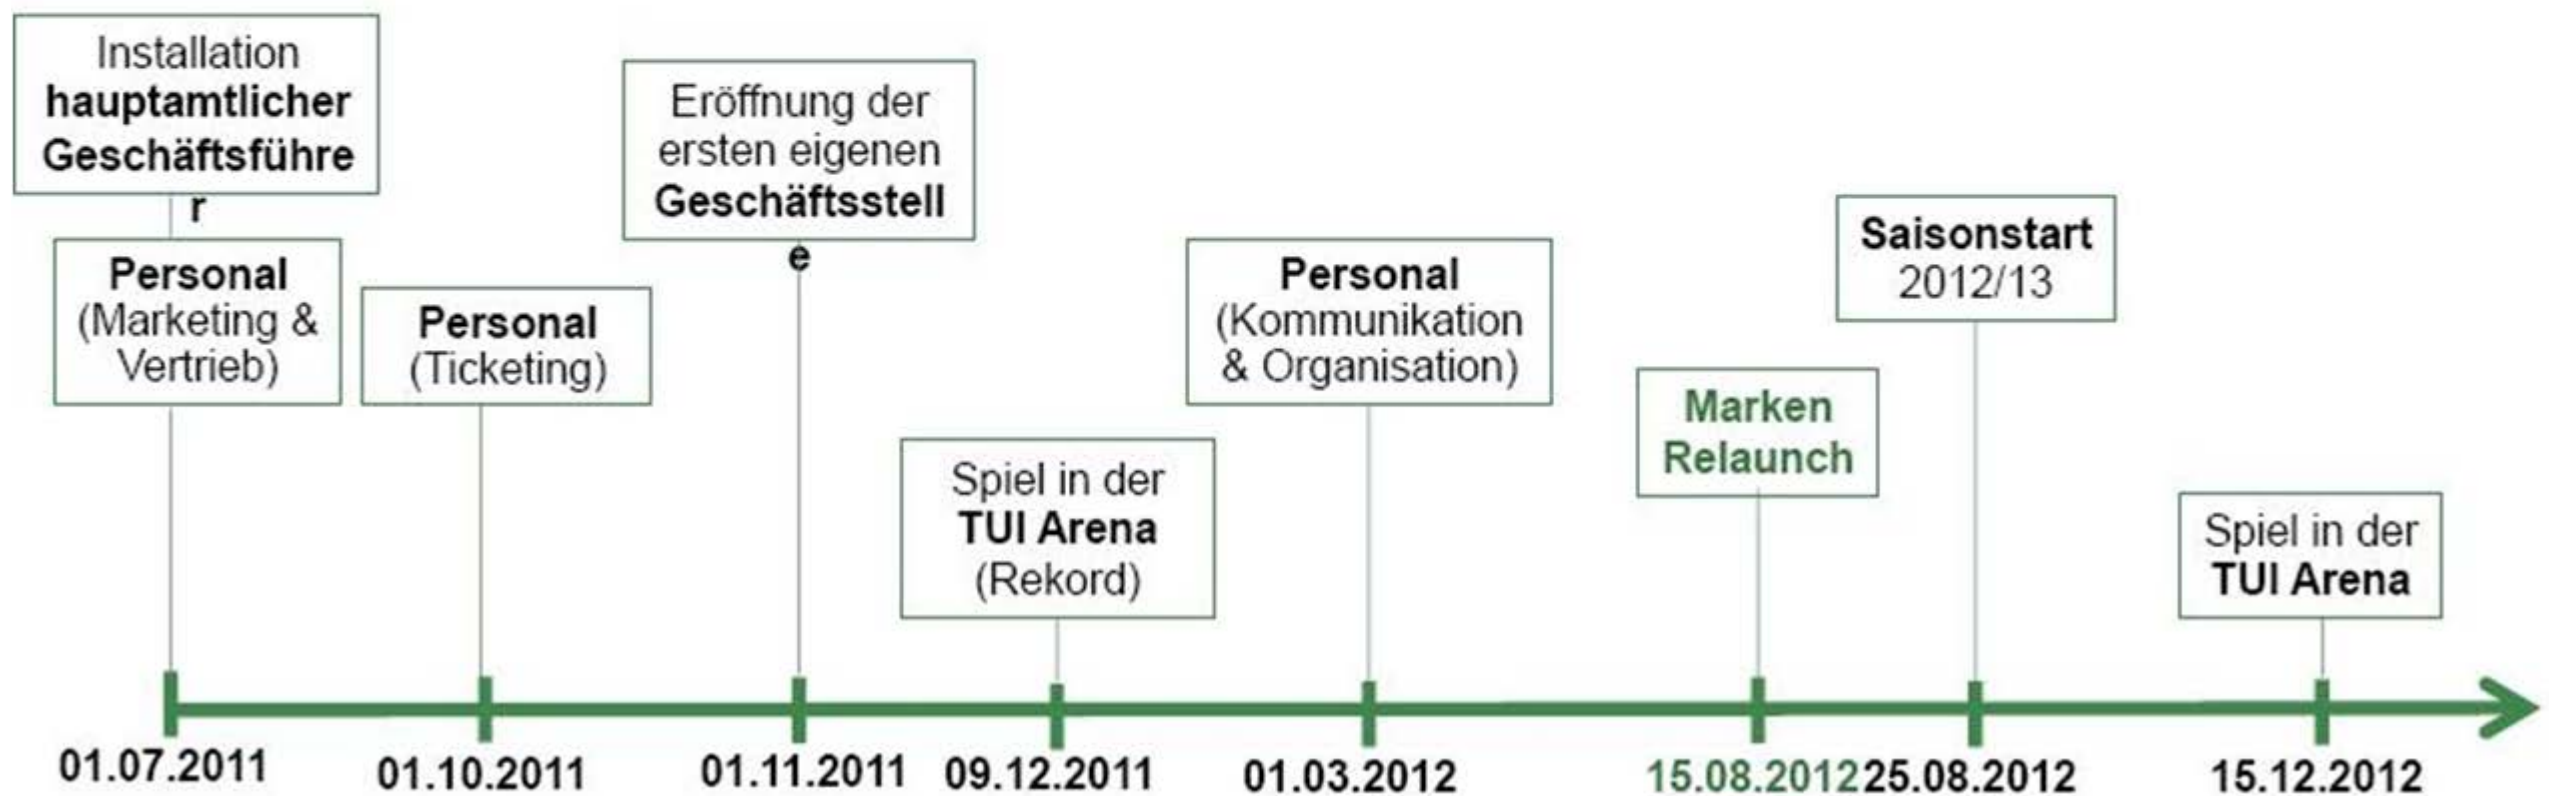 Installation
hauptamtlicher
Geschäftsführe
r
Personal
(Marketing &
Vertrieb)
Personal
(Ticketing)
Eröffnung der
ersten eigenen
Geschäftsstell
e
Spiel in der
TUI Arena
(Rekord)
Personal
(Kommunikation
& Organisation)
Marken
Relaunch
Saisonstart
2012/13
Spiel in der
TUI Arena
01.07.2011
01.10.2011
01.11.2011
09.12.2011
01.03.2012
15.08.2012
25.08.2012
15.12.2012